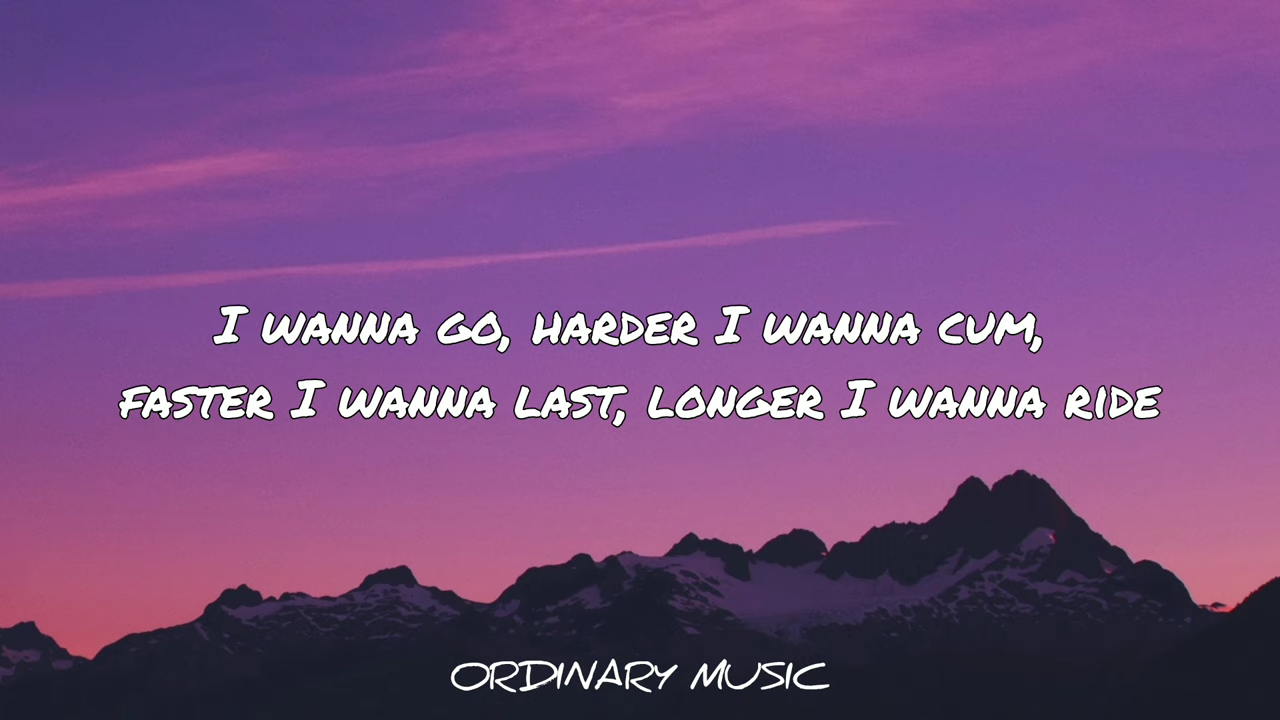 I WANNA GO, HARDER I WANNA CUM,
FASTER I WANNA LAST, LONGER I WANNA RIDE
ORDINARY MUSIC